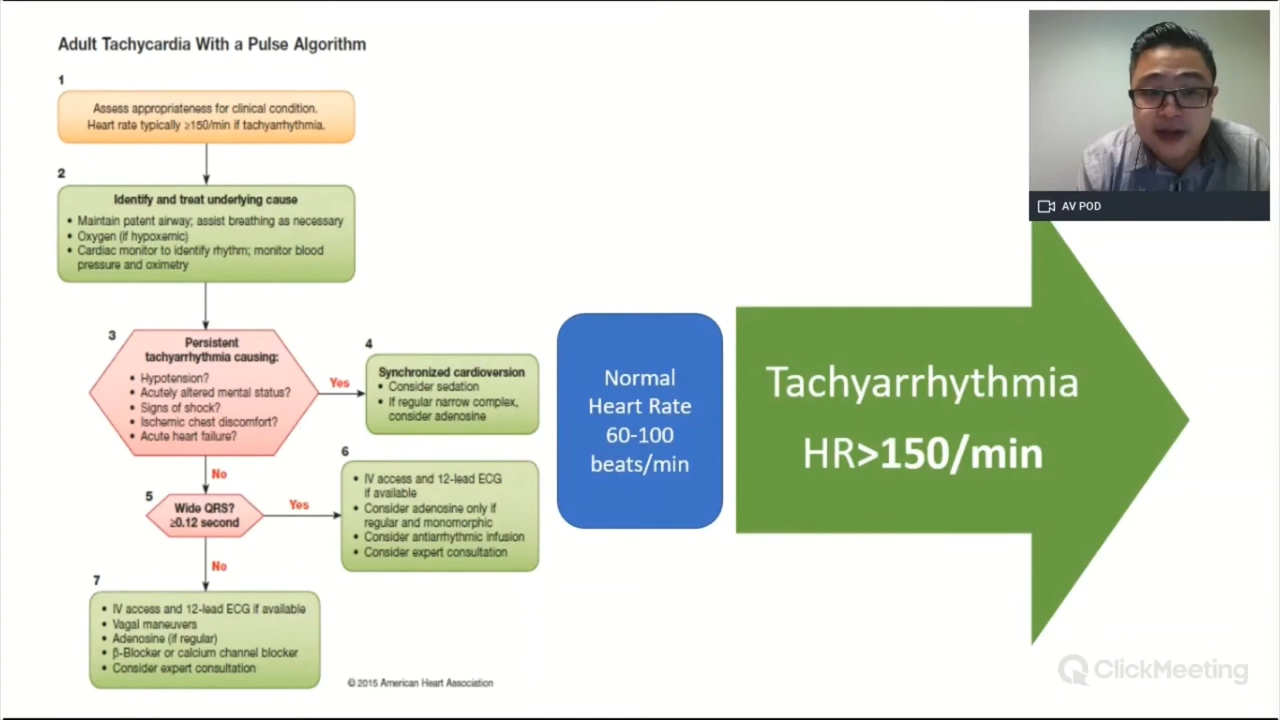 Adult Tachycardia With a Pulse Algorithm
1
Assess appropriateness for clinical condition.
Heart rate typically ≥150/min if tachyarrhythmia.
2
Identify and treat underlying cause
• Maintain patent airway; assist breathing as necessary
• Oxygen (if hypoxemic)
• Cardiac monitor to identify rhythm; monitor blood
pressure and oximetry
3
Persistent
tachyarrhythmia causing:
• Hypotension?
• Acutely altered mental status?
• Signs of shock?
• Ischemic chest discomfort?
• Acute heart failure?
Yes
4
Synchronized cardioversion
• Consider sedation
• If regular narrow complex,
consider adenosine
No
5
Wide QRS?
≥0.12 second
Yes
6
• IV access and 12-lead ECG
if available
• Consider adenosine only if
regular and monomorphic
• Consider antiarrhythmic infusion
• Consider expert consultation
No
7
• IV access and 12-lead ECG if available
• Vagal maneuvers
• Adenosine (if regular)
• β-Blocker or calcium channel blocker
• Consider expert consultation
© 2015 American Heart Association
Normal
Heart Rate
60-100
beats/min
Tachyarrhythmia
HR>150/min
AV POD
ClickMeeting